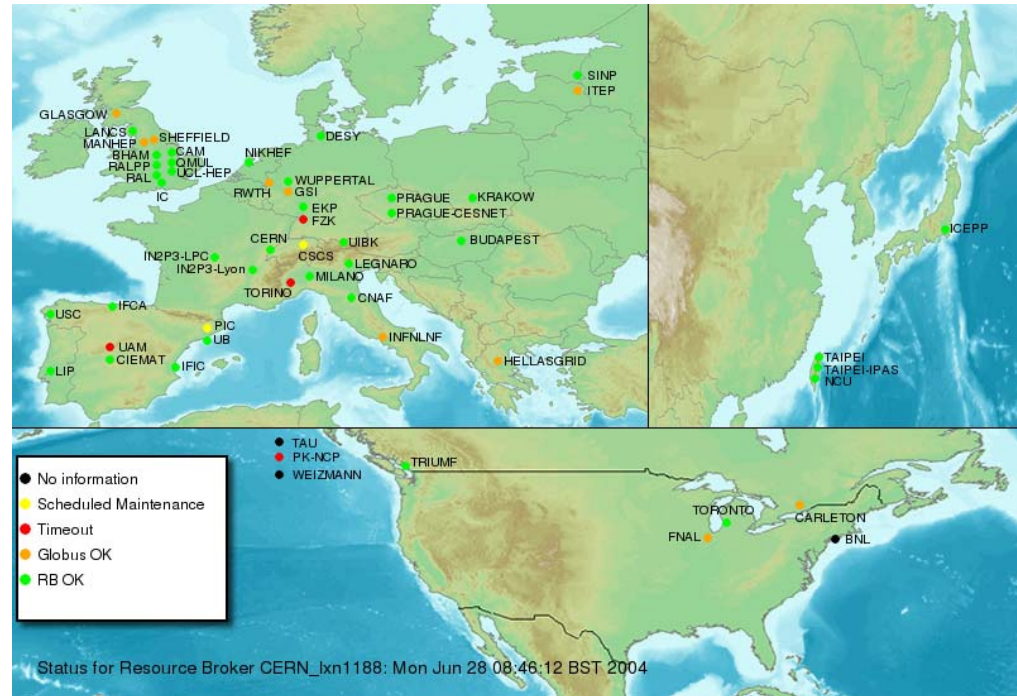 SINP
ITEP
GLASGOW
LANCS
MANHEP
SHEFFIELD
DESY
BHAM
CAM
RALPP
QMUL
RAL
UCL-HEP
IC
NIKHEF
WUPPERTAL
RWTH
GSI
EKP
FZK
PRAGUE
KRAKOW
PRAGUE-CESNET
CERN
CSCS
UIBK
BUDAPEST
IN2P3-LPC
IN2P3-Lyon
LEGNARO
MILANO
TORINO
CNAF
IFCA
USC
PIC
UB
INFNLNF
UAM
CIEMAT
IFIC
LIP
HELLASGRID
ICEPP
TAIPEI
TAIPEI-IPAS
NCU
TAU
PK-NCP
WEIZMANN
TRIUMF
TORONTO
CARLETON
FNAL
BNL
No information
Scheduled Maintenance
Timeout
Globus OK
RB OK
Status for Resource Broker CERN_lxn1188: Mon Jun 28 08:46:12 BST 2004